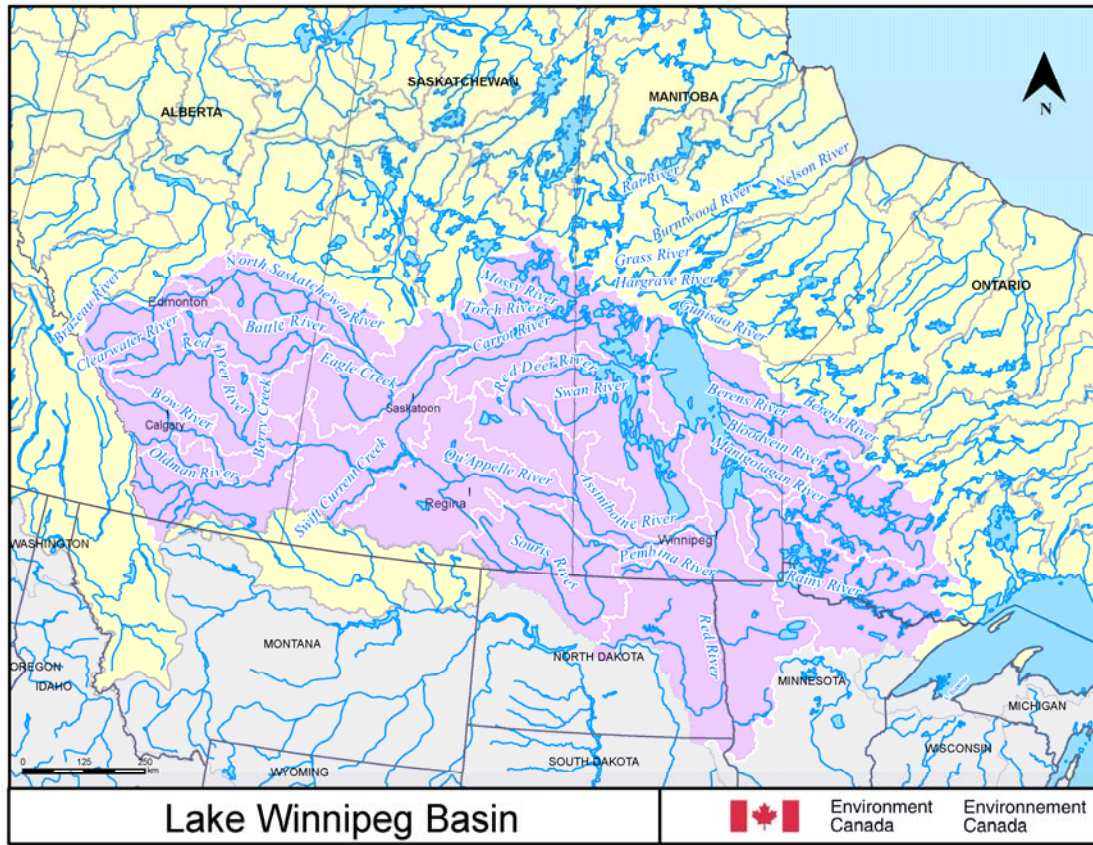 SASKATCHEWAN
MANITOBA
ALBERTA
N
Rat River
Nelson River
Burntwood River
Grass River
Hargrave River
ONTARIO
Gunisao River
Brazeau River
North Saskatchewan River
Edmonton
Mossy River
Torch River
Clearwater River
Battle River
Carrot River
Red Deer River
Eagle Creek
Red Deer River
Swan River
Berens River
Berens River
Bow River
Berry Creek
Saskatoon
Calgary
Bloodvein River
Manigotagan River
Oldman River
Qu'Appelle River
Swift Current Creek
Regina
Assiniboine River
Winnipeg
WASHINGTON
Souris River
Pembina River
Rainy River
MONTANA
NORTH DAKOTA
Red River
OREGON
IDAHO
MINNESOTA
L. Superior
MICHIGAN
WISCONSIN
SOUTH DAKOTA
WYOMING
0 125 250
km
Lake Winnipeg Basin
Environment Canada
Environnement Canada